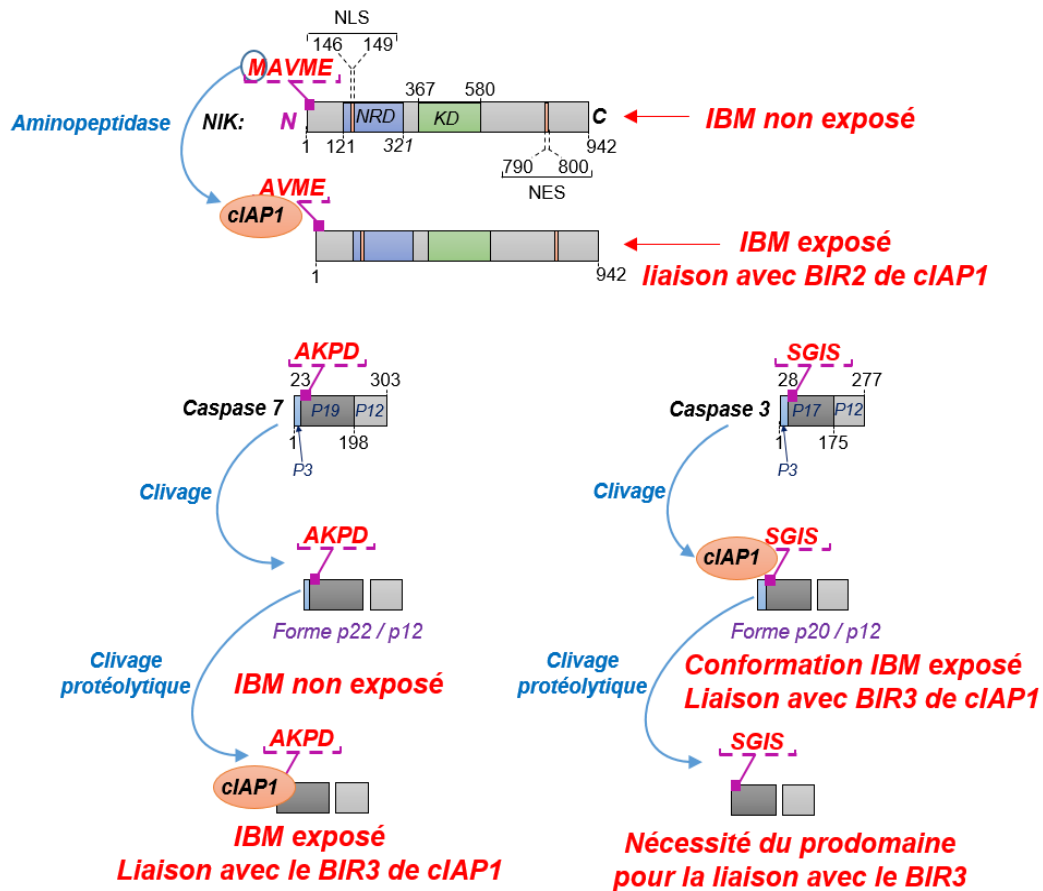 NLS
146 149
MAVME
367 580
Aminopeptidase
NIK: N NRD KD C
IBM non exposé
1 121 321 942
790 800
NES
AVME
cIAP1
IBM exposé
liaison avec BIR2 de cIAP1
1 942
AKPD
23 303
Caspase 7 P19 P12
1 198
P3
Clivage
AKPD
Forme p22 / p12
Clivage
protéolytique
IBM non exposé
AKPD
cIAP1
IBM exposé
Liaison avec le BIR3 de cIAP1
SGIS
28 277
Caspase 3 P17 P12
1 175
P3
Clivage
SGIS
cIAP1
Forme p20 / p12
Clivage
protéolytique
Conformation IBM exposé
Liaison avec BIR3 de cIAP1
SGIS
Nécessité du prodomaine
pour la liaison avec le BIR3